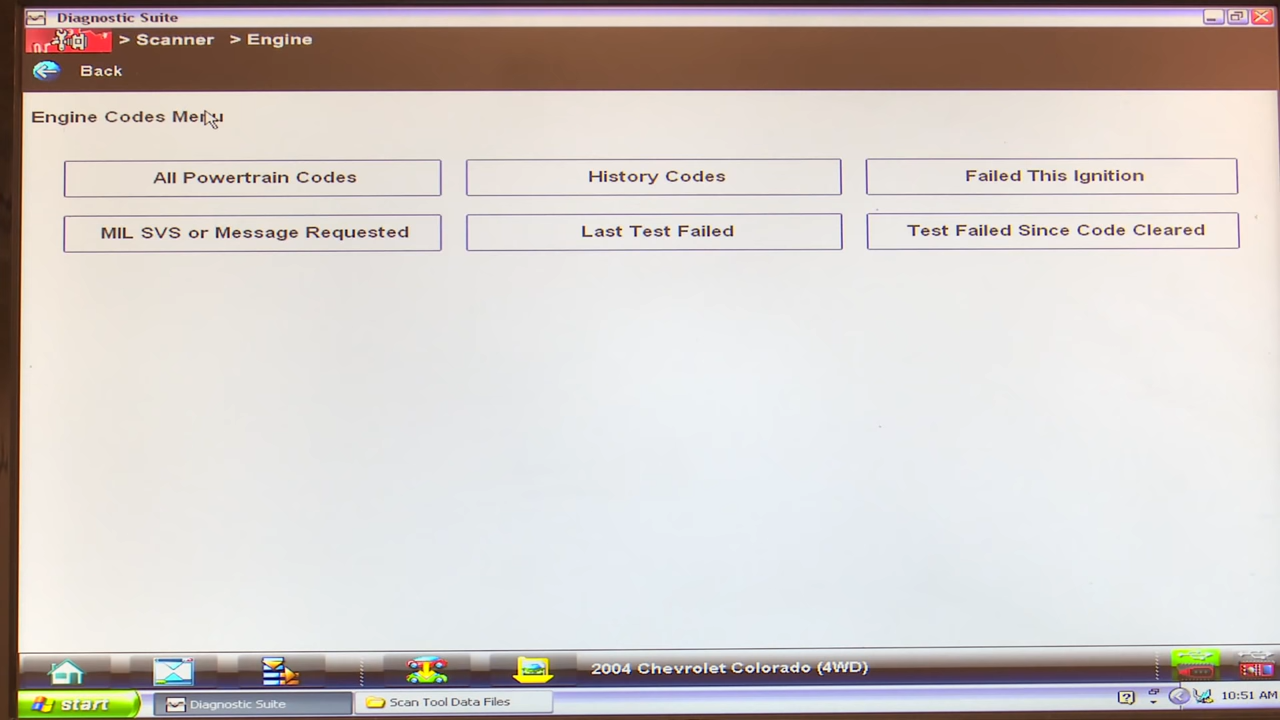 Diagnostic Suite
> Scanner > Engine
Back
Engine Codes Menu
All Powertrain Codes
History Codes
Failed This Ignition
MIL SVS or Message Requested
Last Test Failed
Test Failed Since Code Cleared
2004 Chevrolet Colorado (4WD)
start
Diagnostic Suite
Scan Tool Data Files
10:51 AM